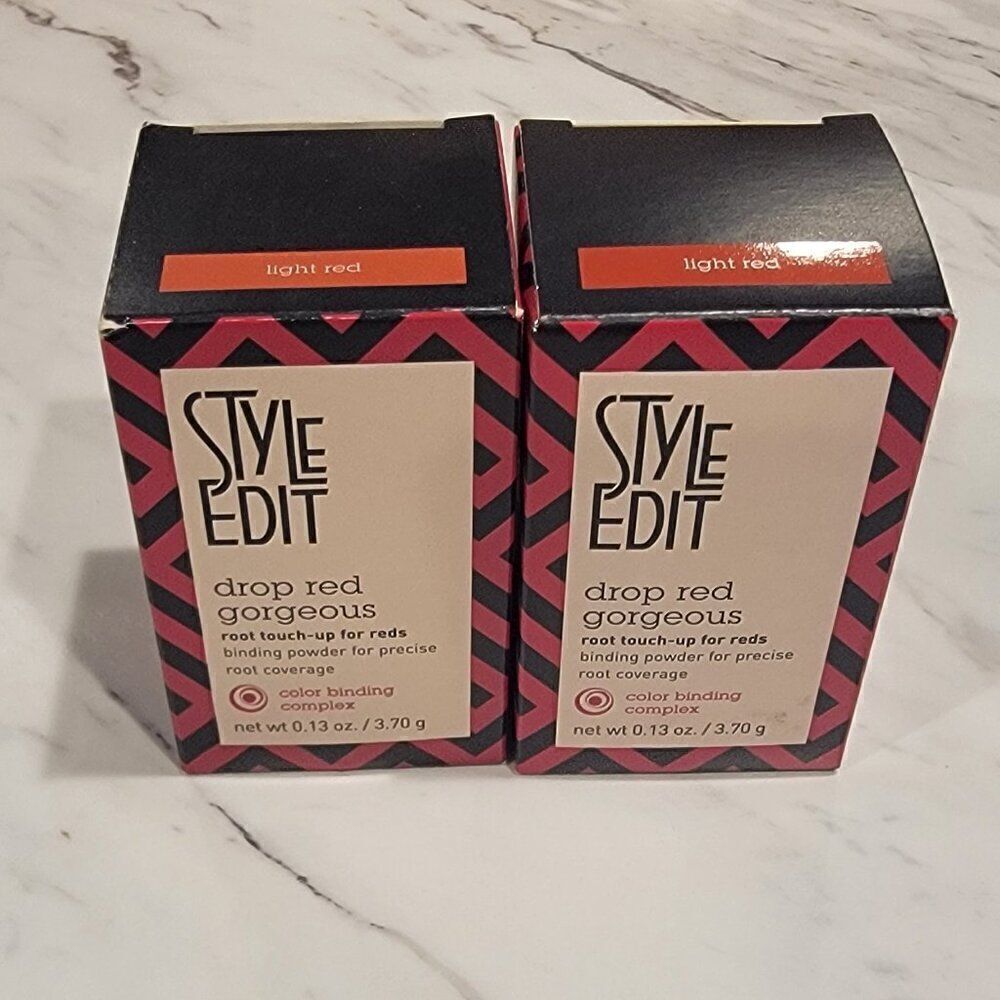 light red
STYLE
EDIT
drop red
gorgeous
root touch-up for reds
binding powder for precise
root coverage
color binding
complex
net wt 0.13 oz. / 3.70 g
light red
STYLE
EDIT
drop red
gorgeous
root touch-up for reds
binding powder for precise
root coverage
color binding
complex
net wt 0.13 oz. / 3.70 g